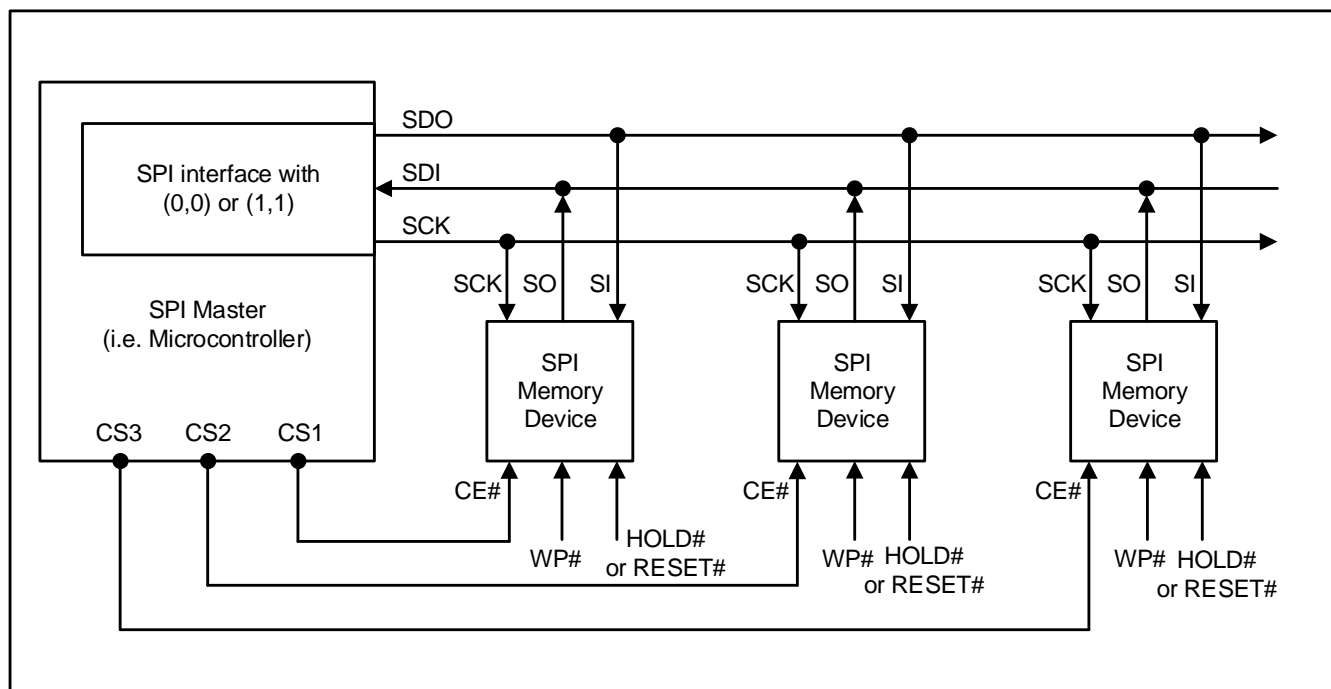 SDO
SPI interface with
(0,0) or (1,1)
SDI
SCK
SPI Master
(i.e. Microcontroller)
SCK
SO
SI
SCK
SO
SI
SCK
SO
SI
SPI
Memory
Device
SPI
Memory
Device
SPI
Memory
Device
CS3
CS2
CS1
CE#
WP#
HOLD#
or RESET#
CE#
WP#
HOLD#
or RESET#
CE#
WP#
HOLD#
or RESET#